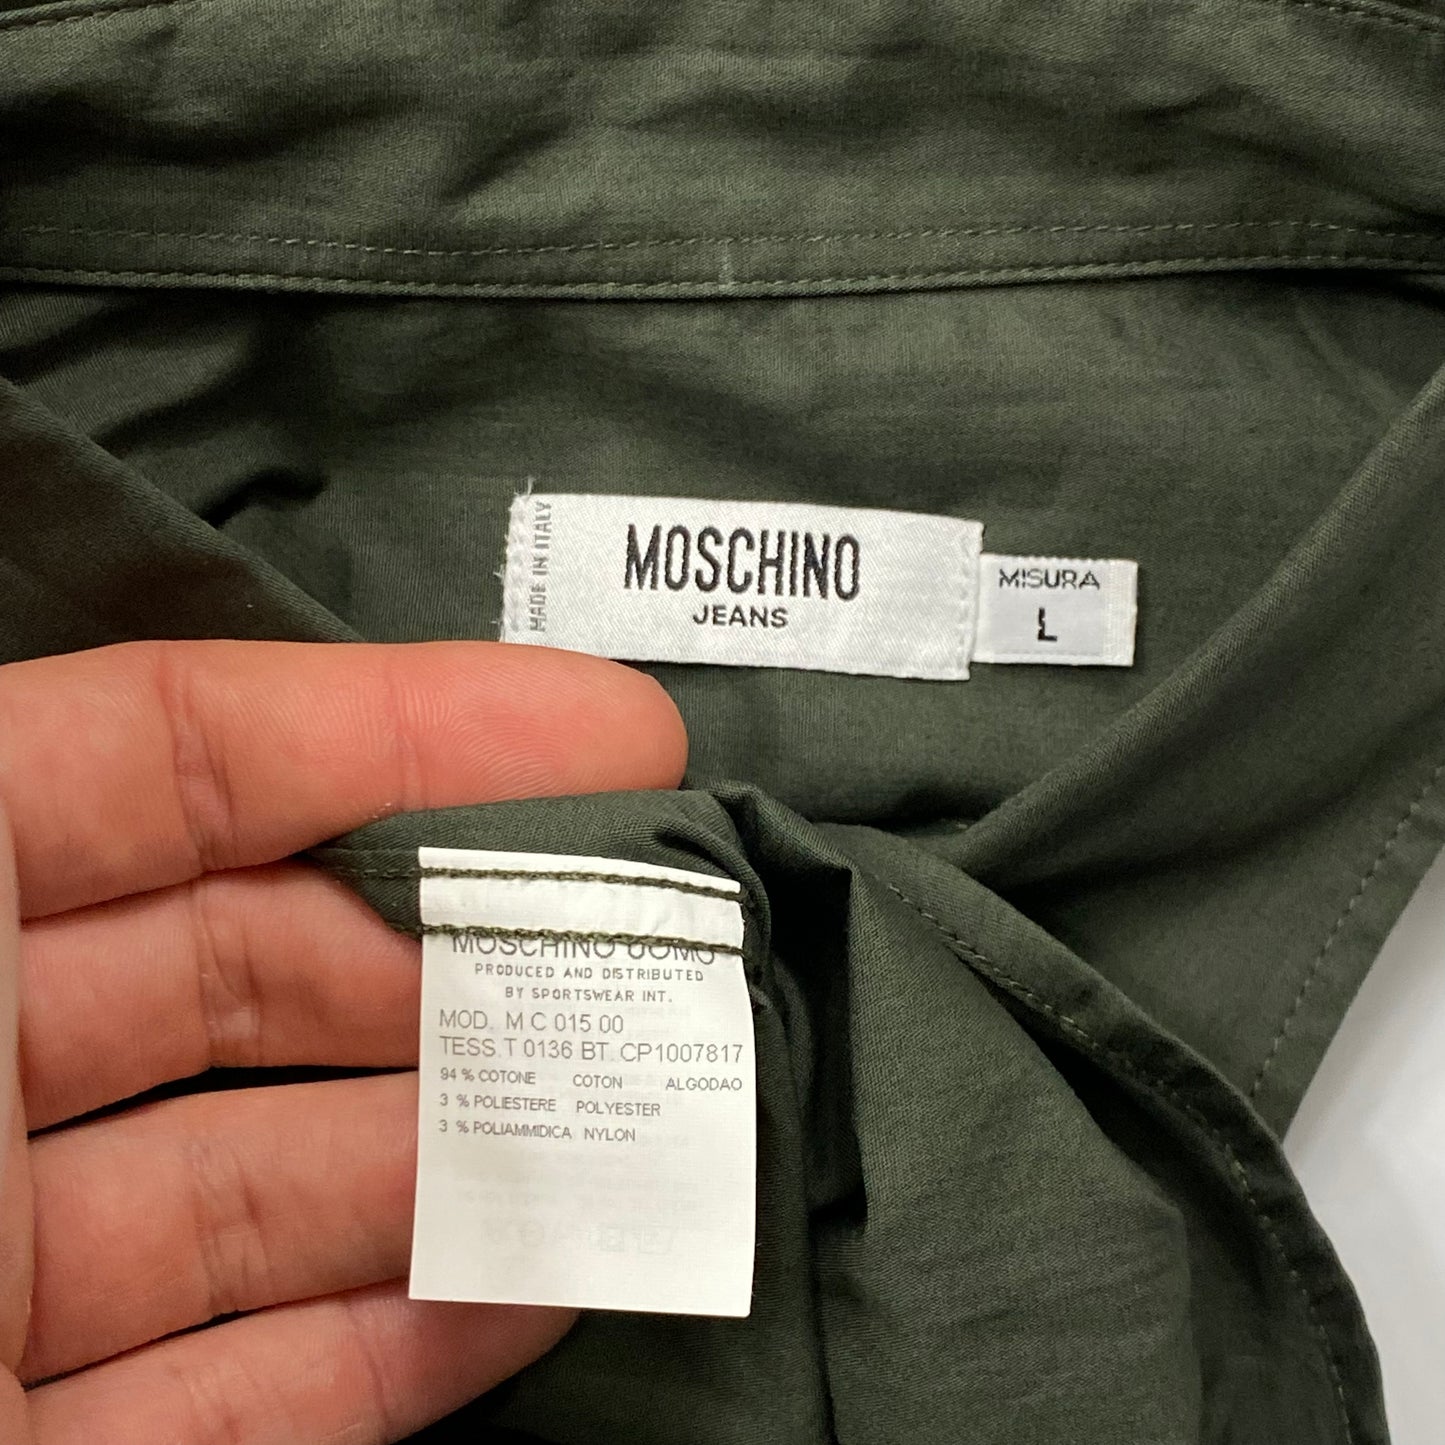 MADE IN ITALY
MOSCHINO
JEANS
MISURA
L
MOSCHINO UOMO
PRODUCED AND DISTRIBUTED
BY SPORTSWEAR INT.
MOD. M C 015 00
TESS.T 0136 BT. CP1007817
94 % COTONE COTON ALGODAO
3 % POLIESTERE POLYESTER
3 % POLIAMMIDICA NYLON